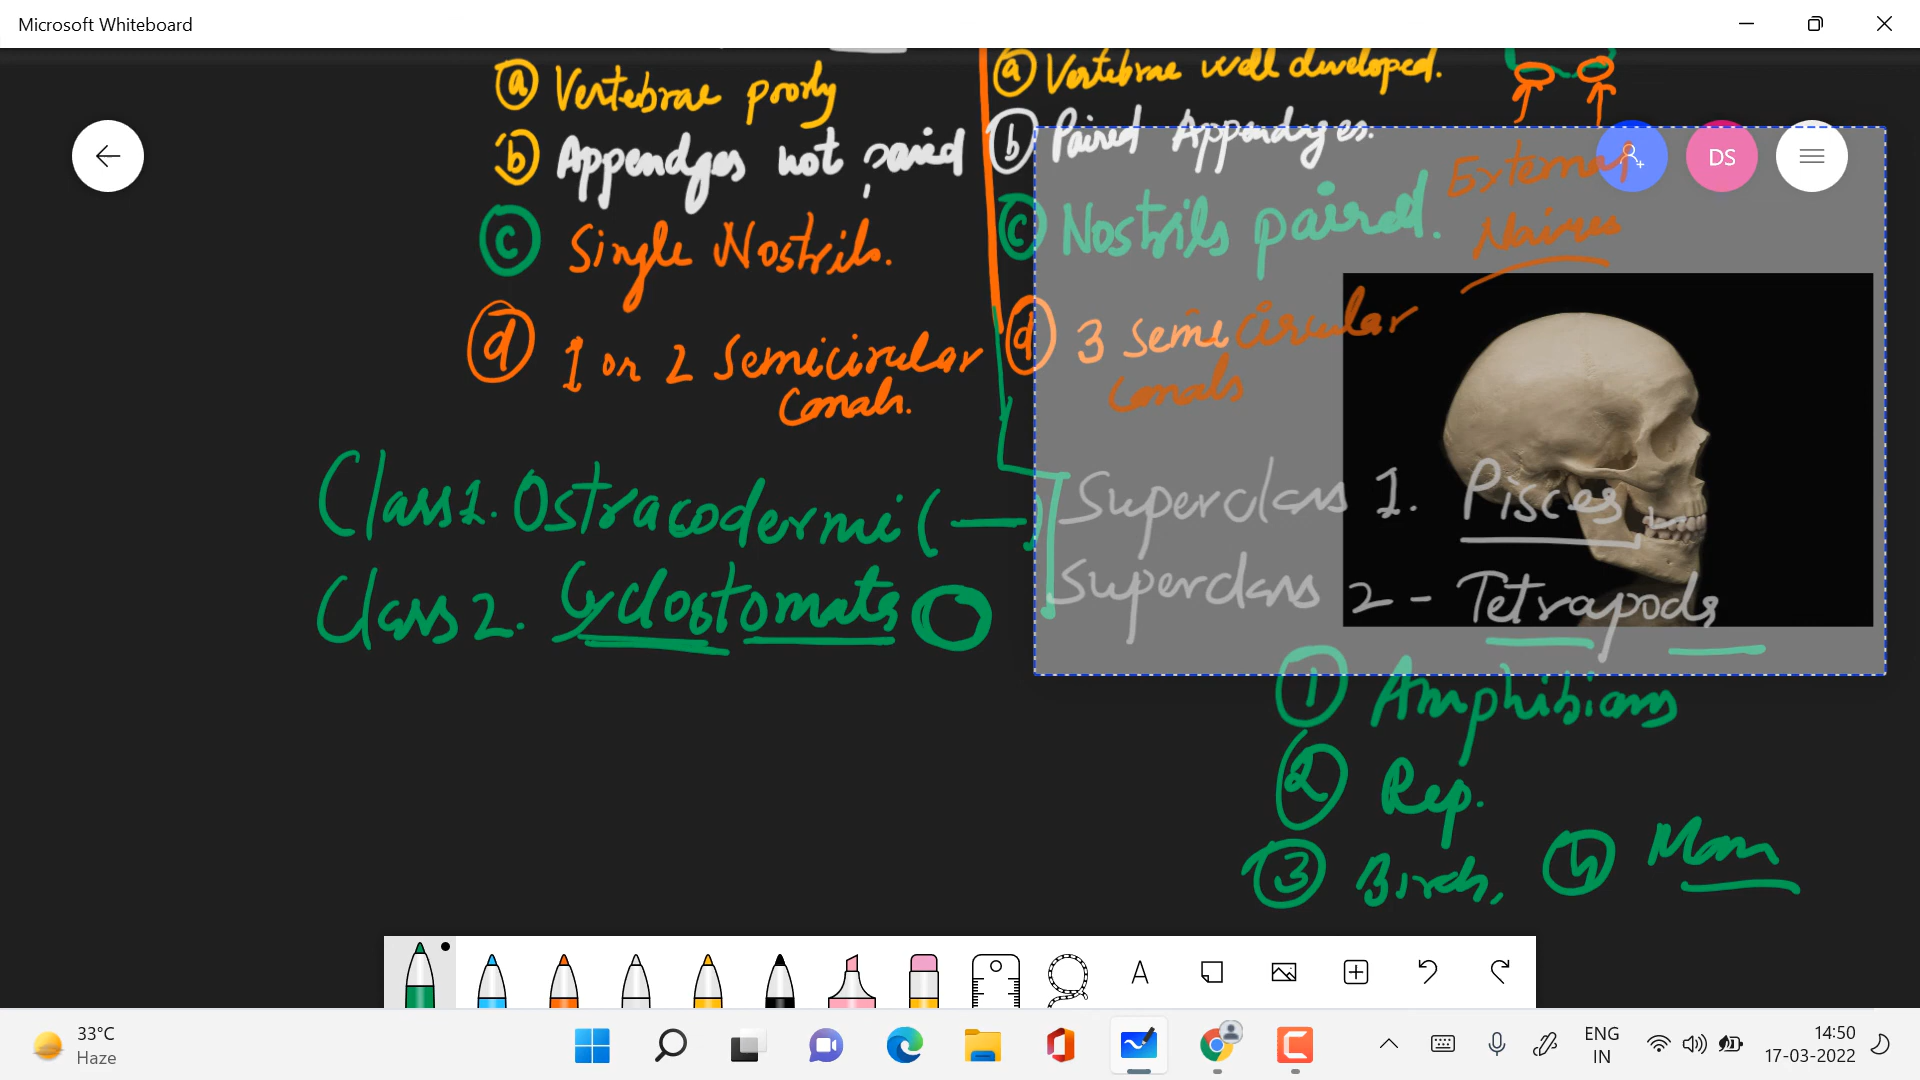 Microsoft Whiteboard
a Vertebrae poorly
b Appendges not paired
c Single Nostrils.
d 1 or 2 Semicircular
Canals.
Class 1. Ostracodermi ( — )
Class 2. Cyclostomata
a Vertebrae well developed.
b Paired Appendages.
c Nostrils paired.
External
d 3 Semicircular
Canals
Superclass 1. Pisces
Superclass 2 - Tetrapods
1 Amphibians
2 Rep.
3 Birds, 4 Mam
DS
A
33°C
Haze
ENG
IN
14:50
17-03-2022